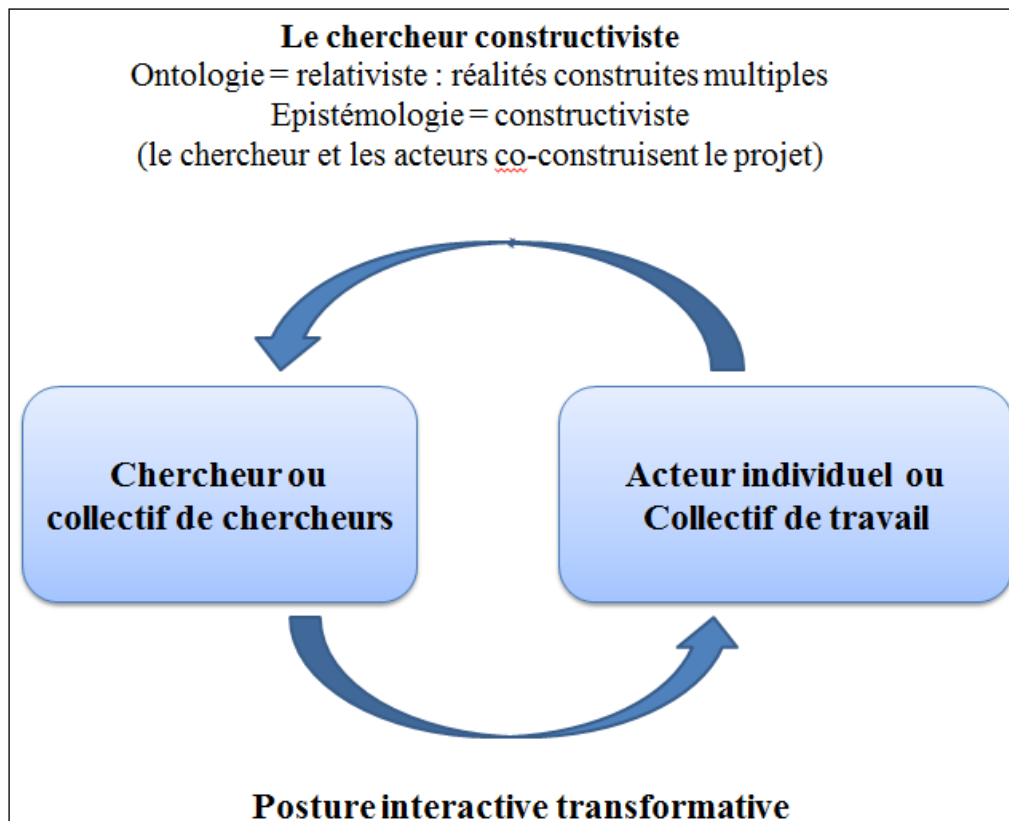 Le chercheur constructiviste
Ontologie = relativiste : réalités construites multiples
Epistémologie = constructiviste
(le chercheur et les acteurs co-construisent le projet)
Chercheur ou
collectif de chercheurs
Acteur individuel ou
Collectif de travail
Posture interactive transformative